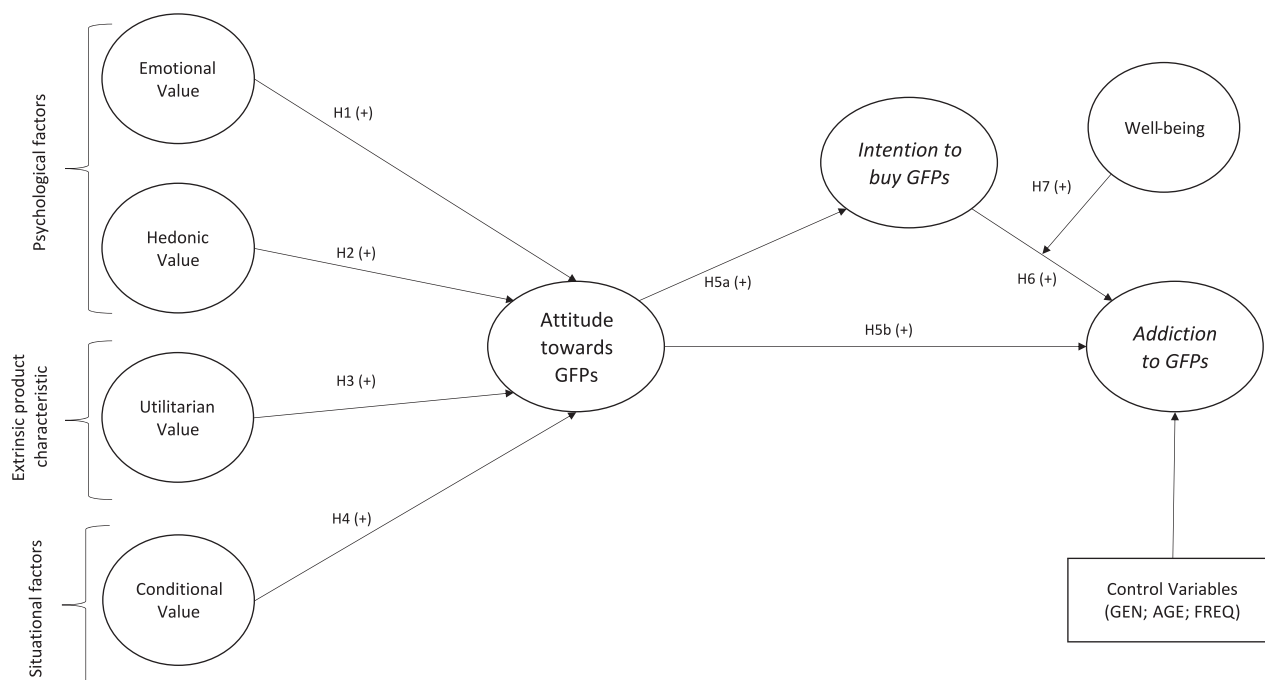 Psychological factors
Extrinsic product
characteristic
Situational factors
Emotional
Value
Hedonic
Value
Utilitarian
Value
Conditional
Value
H1 (+)
H2 (+)
H3 (+)
H4 (+)
Attitude
towards
GFPs
H5a (+)
H5b (+)
Intention to
buy GFPs
Well-being
H7 (+)
H6 (+)
Addiction
to GFPs
Control Variables
(GEN; AGE; FREQ)